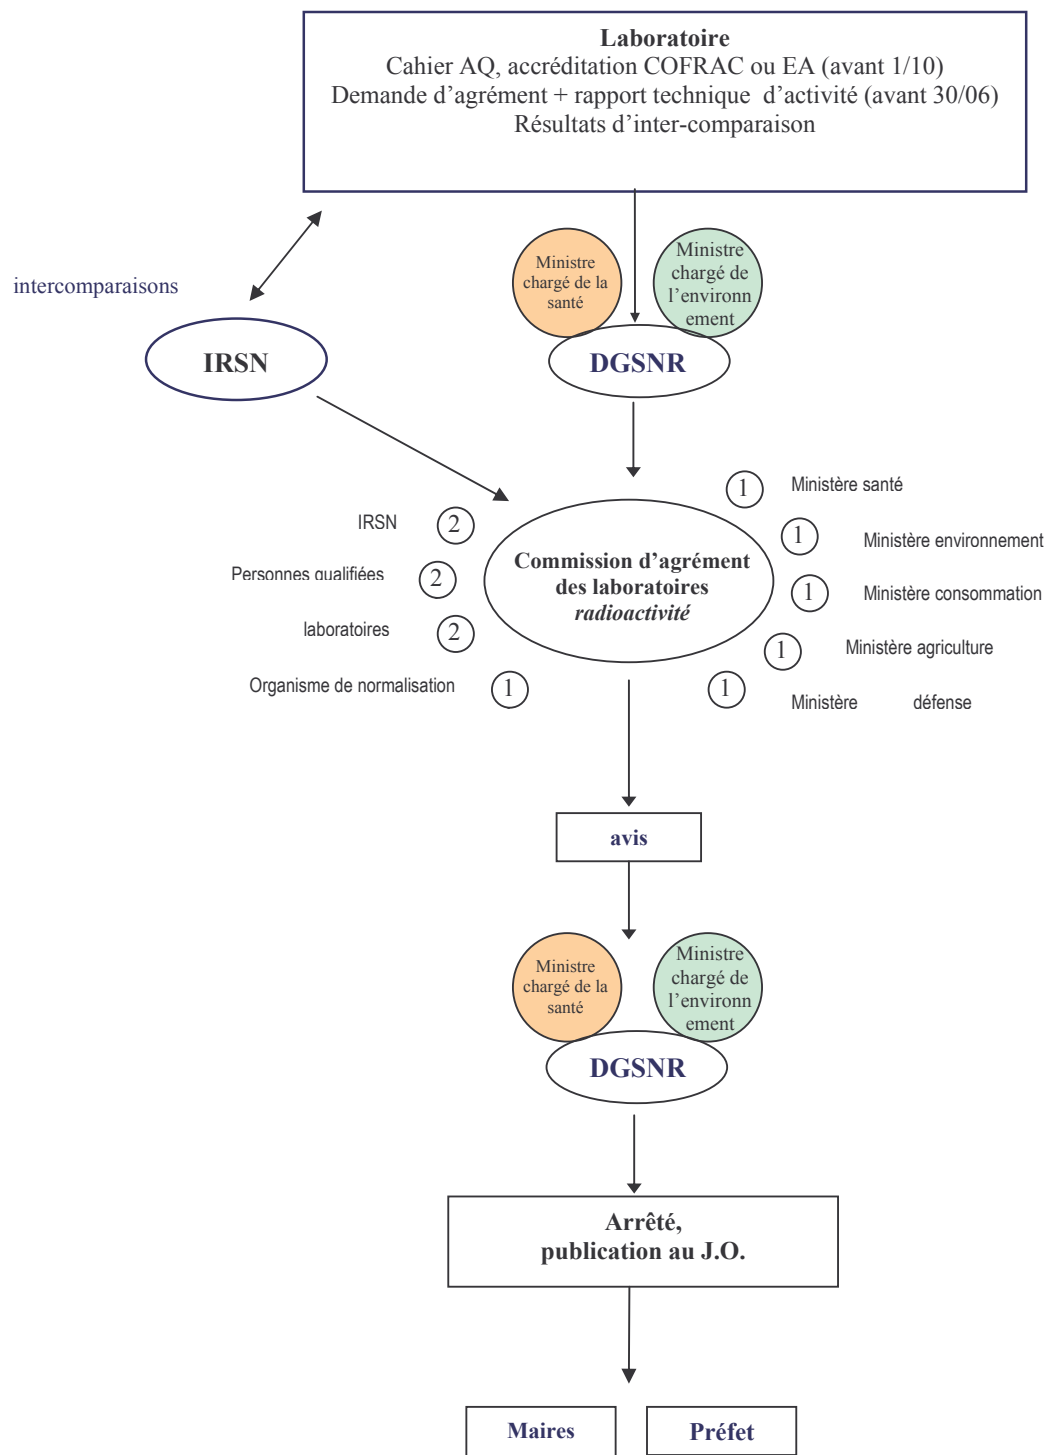 Laboratoire
Cahier AQ, accréditation COFRAC ou EA (avant 1/10)
Demande d'agrément + rapport technique d'activité (avant 30/06)
Résultats d'inter-comparaison
intercomparaisons
IRSN
Ministre
chargé de la
santé
Ministre
chargé de
l'environn
ement
DGSNR
IRSN
2
Personnes qualifiées
2
laboratoires
2
Organisme de normalisation
1
Commission d'agrément
des laboratoires
radioactivité
1
Ministère santé
1
Ministère environnement
1
Ministère consommation
1
Ministère agriculture
1
Ministère défense
avis
Ministre
chargé de la
santé
Ministre
chargé de
l'environn
ement
DGSNR
Arrêté,
publication au J.O.
Maires
Préfet